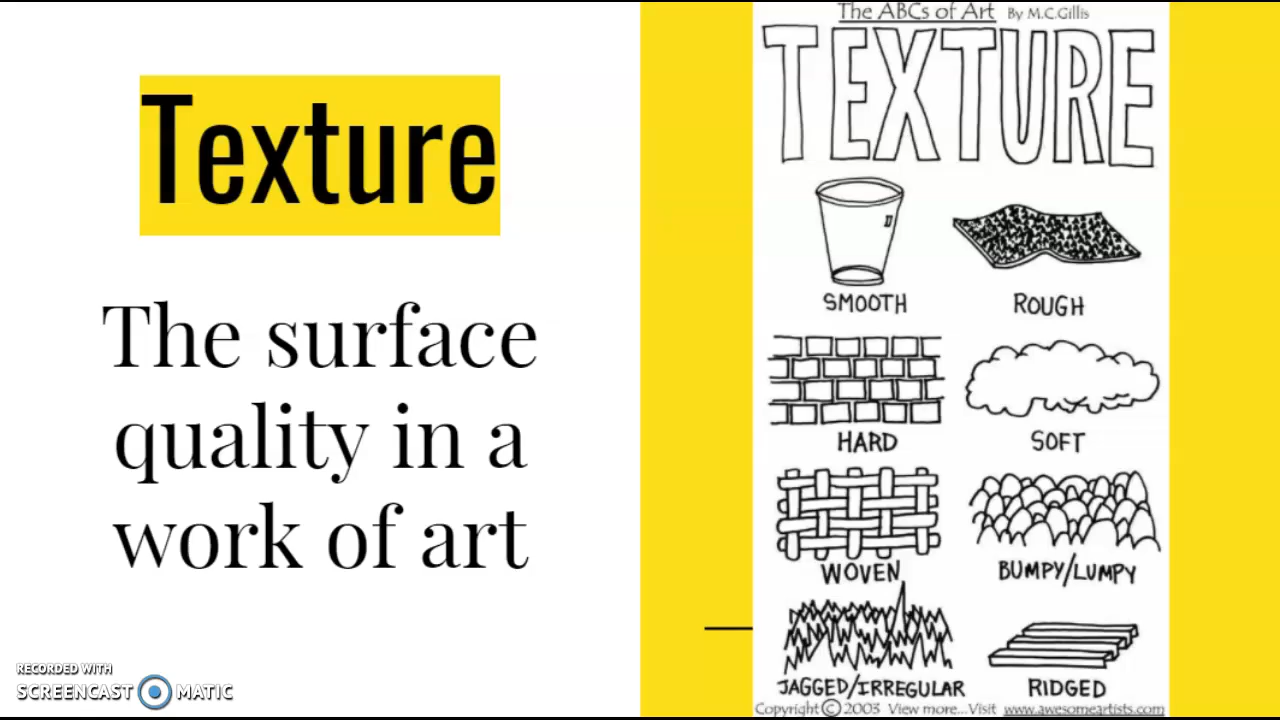 Texture
The surface
quality in a
work of art
RECORDED WITH
SCREENCAST MATIC
The ABCs of Art By M.C.Gillis
TEXTURE
SMOOTH ROUGH
HARD SOFT
WOVEN BUMPY/LUMPY
JAGGED/IRREGULAR RIDGED
Copyright © 2003 View more...Visit www.awesomeartists.com